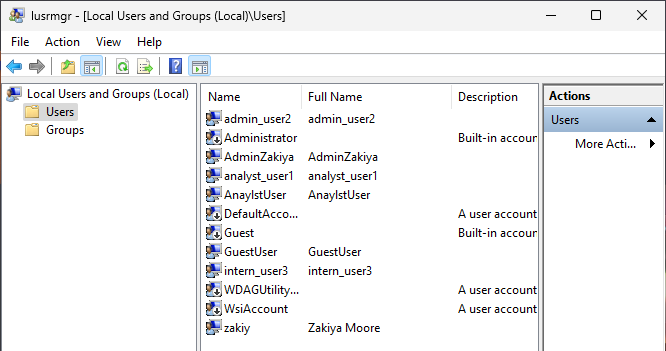 lusrmgr - [Local Users and Groups (Local)\Users]
File Action View Help
Local Users and Groups (Local)
Users
Groups
Name Full Name Description
admin_user2 admin_user2
Administrator Built-in accour
AdminZakiya AdminZakiya
analyst_user1 analyst_user1
AnaylstUser AnaylstUser
DefaultAcco... A user account
Guest Built-in accour
GuestUser GuestUser
intern_user3 intern_user3
WDAGUtility... A user account
WsiAccount A user account
zakiy Zakiya Moore
Actions
Users
More Acti...